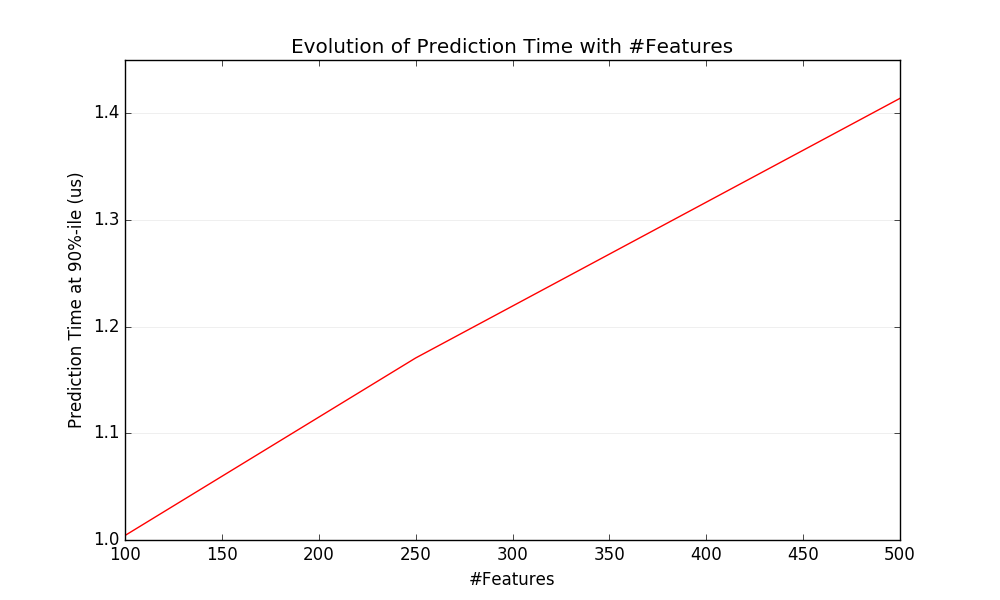 Evolution of Prediction Time with #Features
Prediction Time at 90%-ile (us)
1.4
1.3
1.2
1.1
1.0
100 150 200 250 300 350 400 450 500
#Features